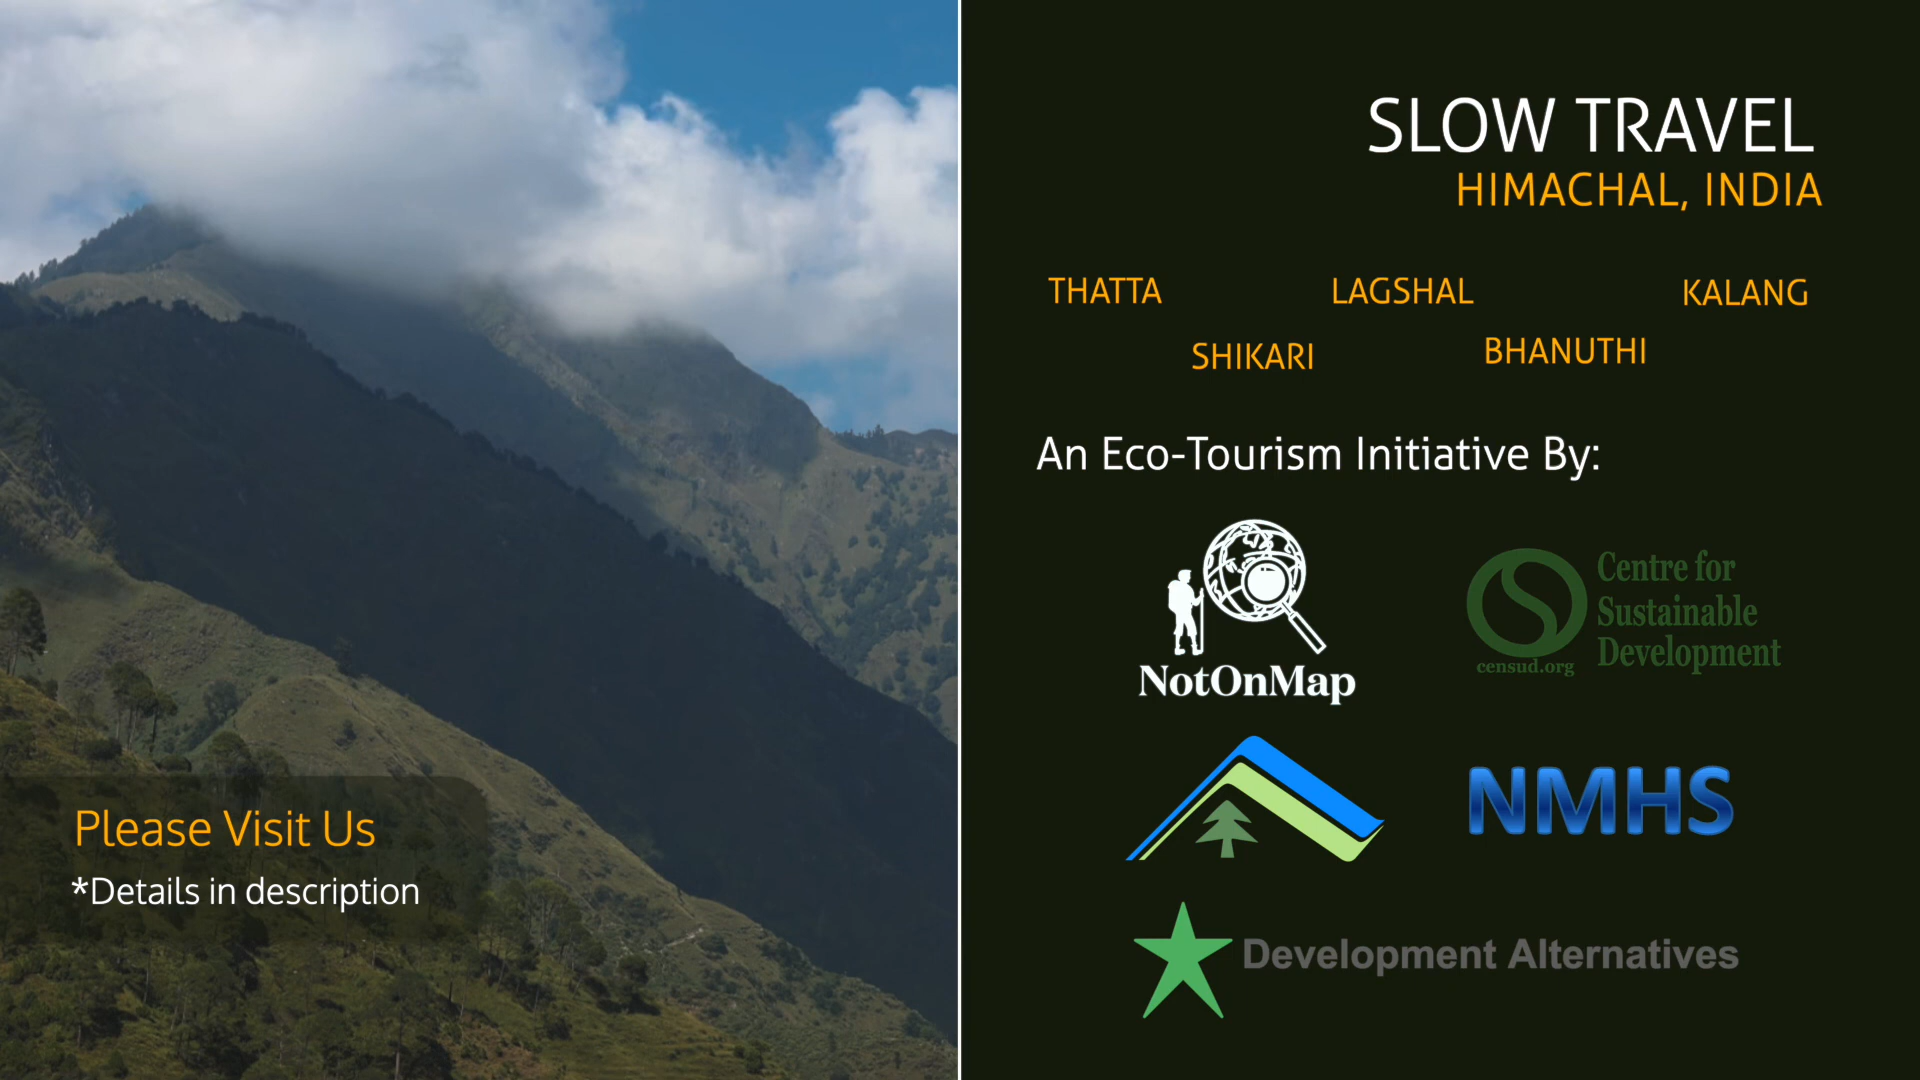 SLOW TRAVEL
HIMACHAL, INDIA
THATTA LAGSHAL KALANG
SHIKARI BHANUTHI
An Eco-Tourism Initiative By:
NotOnMap
Centre for
Sustainable
Development
censud.org
NMHS
Development Alternatives
Please Visit Us
*Details in description